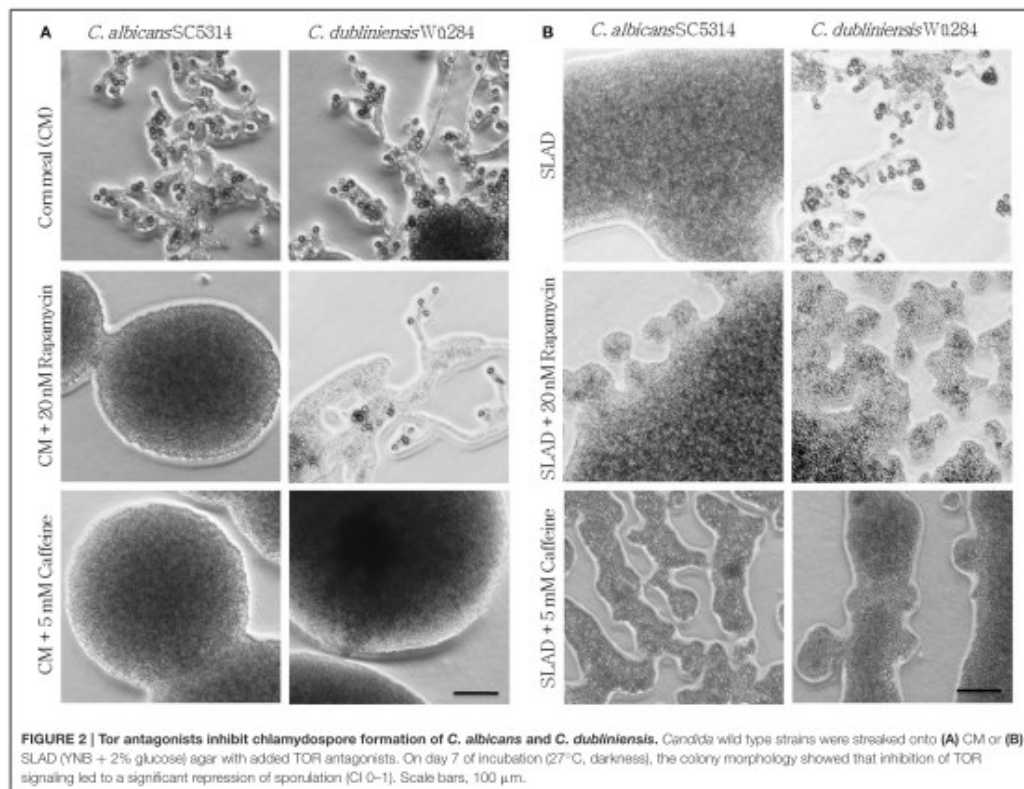 A C. albicans SC5314 C. dubliniensis Wü284
Corn meal (CM)
CM + 20 nM Rapamycin
CM + 5 mM Caffeine
B C. albicans SC5314 C. dubliniensis Wü284
SLAD
SLAD + 20 nM Rapamycin
SLAD + 5 mM Caffeine
FIGURE 2 | Tor antagonists inhibit chlamydospore formation of C. albicans and C. dubliniensis. Candida wild type strains were streaked onto (A) CM or (B)
SLAD (YNB + 2% glucose) agar with added TOR antagonists. On day 7 of incubation (27°C, darkness), the colony morphology showed that inhibition of TOR
signaling led to a significant repression of sporulation (CI 0–1). Scale bars, 100 μm.